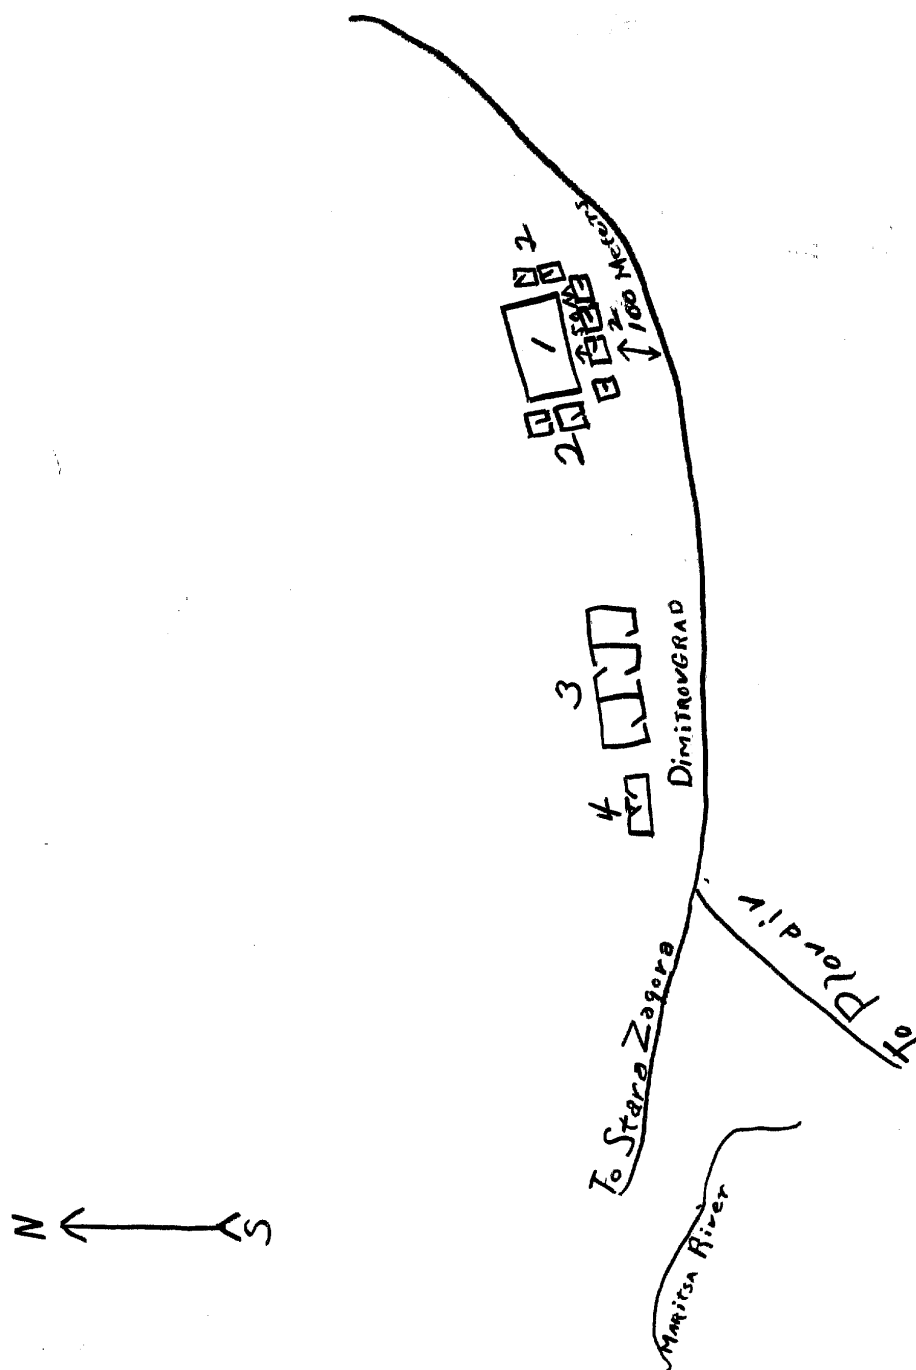 2
1
2
100 Meters
2
3
DIMITROVGRAD
4
To Plovdiv
To Stara Zagora
N
S
MARITSA River